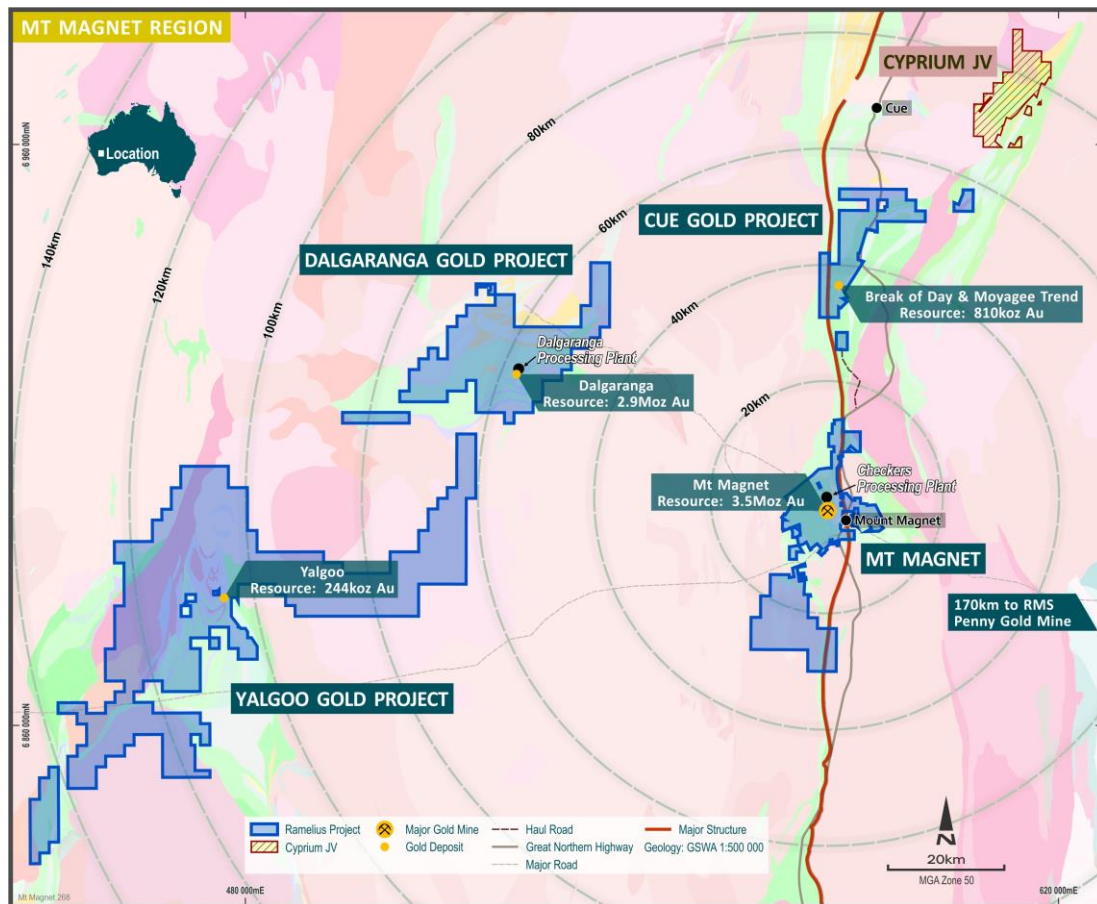 MT MAGNET REGION
CYPRIUM JV
Cue
80km
6 960 000mN
Location
60km
CUE GOLD PROJECT
140km
DALGARANGA GOLD PROJECT
120km
100km
40km
Break of Day & Moyagee Trend
Resource: 810koz Au
Dalgaranga
Processing Plant
Dalgaranga
Resource: 2.9Moz Au
20km
Checkers
Processing Plant
Mt Magnet
Resource: 3.5Moz Au
Mount Magnet
MT MAGNET
Yalgoo
Resource: 244koz Au
170km to RMS
Penny Gold Mine
YALGOO GOLD PROJECT
6 860 000mN
Ramelius Project
Major Gold Mine
Haul Road
Major Structure
Cyprium JV
Gold Deposit
Great Northern Highway
Geology: GSWA 1:500 000
Major Road
N
20km
MGA Zone 50
Mt Magnet 268
480 000mE
620 000mE